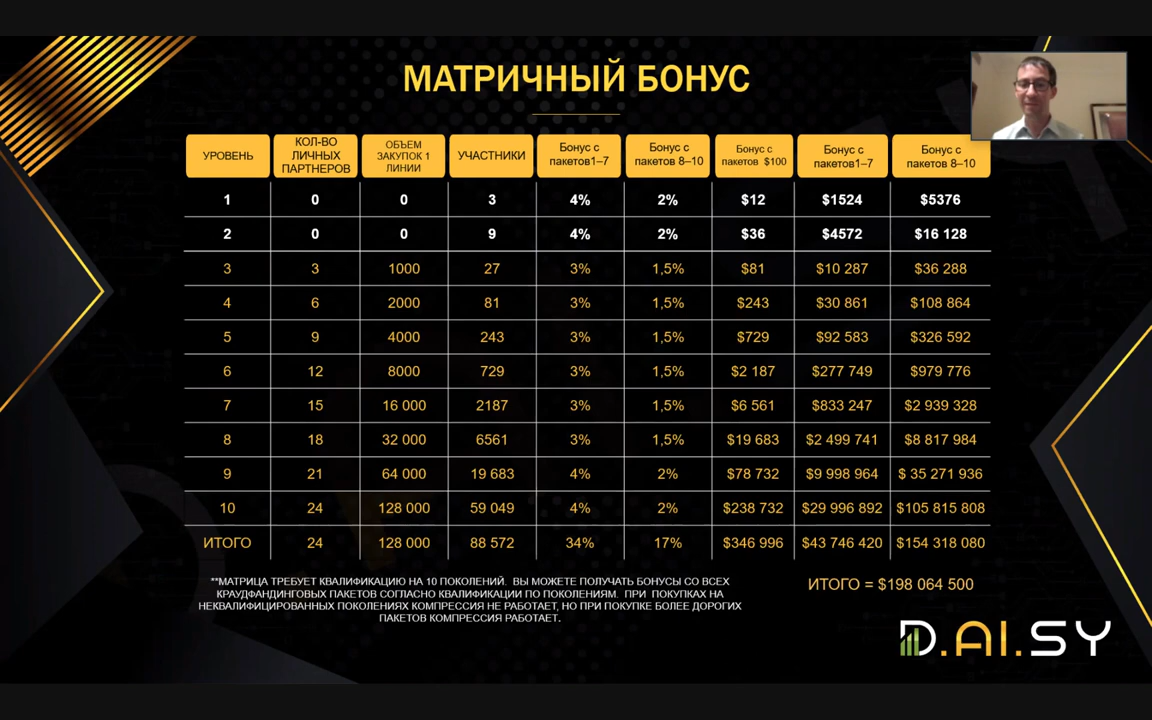 МАТРИЧНЫЙ БОНУС
УРОВЕНЬ
КОЛ-ВО
ЛИЧНЫХ
ПАРТНЕРОВ
ОБЪЕМ
ЗАКУПОК 1
ЛИНИИ
УЧАСТНИКИ
Бонус с
пакетов1–7
Бонус с
пакетов 8–10
Бонус с
пакетов $100
Бонус с
пакетов1–7
Бонус с
пакетов 8–10
1 0 0 3 4% 2% $12 $1524 $5376
2 0 0 9 4% 2% $36 $4572 $16 128
3 3 1000 27 3% 1,5% $81 $10 287 $36 288
4 6 2000 81 3% 1,5% $243 $30 861 $108 864
5 9 4000 243 3% 1,5% $729 $92 583 $326 592
6 12 8000 729 3% 1,5% $2 187 $277 749 $979 776
7 15 16 000 2187 3% 1,5% $6 561 $833 247 $2 939 328
8 18 32 000 6561 3% 1,5% $19 683 $2 499 741 $8 817 984
9 21 64 000 19 683 4% 2% $78 732 $9 998 964 $ 35 271 936
10 24 128 000 59 049 4% 2% $238 732 $29 996 892 $105 815 808
ИТОГО 24 128 000 88 572 34% 17% $346 996 $43 746 420 $154 318 080
**МАТРИЦА ТРЕБУЕТ КВАЛИФИКАЦИЮ НА 10 ПОКОЛЕНИЙ. ВЫ МОЖЕТЕ ПОЛУЧАТЬ БОНУСЫ СО ВСЕХ
КРАУДФАНДИНГОВЫХ ПАКЕТОВ СОГЛАСНО КВАЛИФИКАЦИИ ПО ПОКОЛЕНИЯМ. ПРИ ПОКУПКАХ НА
НЕКВАЛИФИЦИРОВАННЫХ ПОКОЛЕНИЯХ КОМПРЕССИЯ НЕ РАБОТАЕТ, НО ПРИ ПОКУПКЕ БОЛЕЕ ДОРОГИХ
ПАКЕТОВ КОМПРЕССИЯ РАБОТАЕТ.
ИТОГО = $198 064 500
D.AI.SY